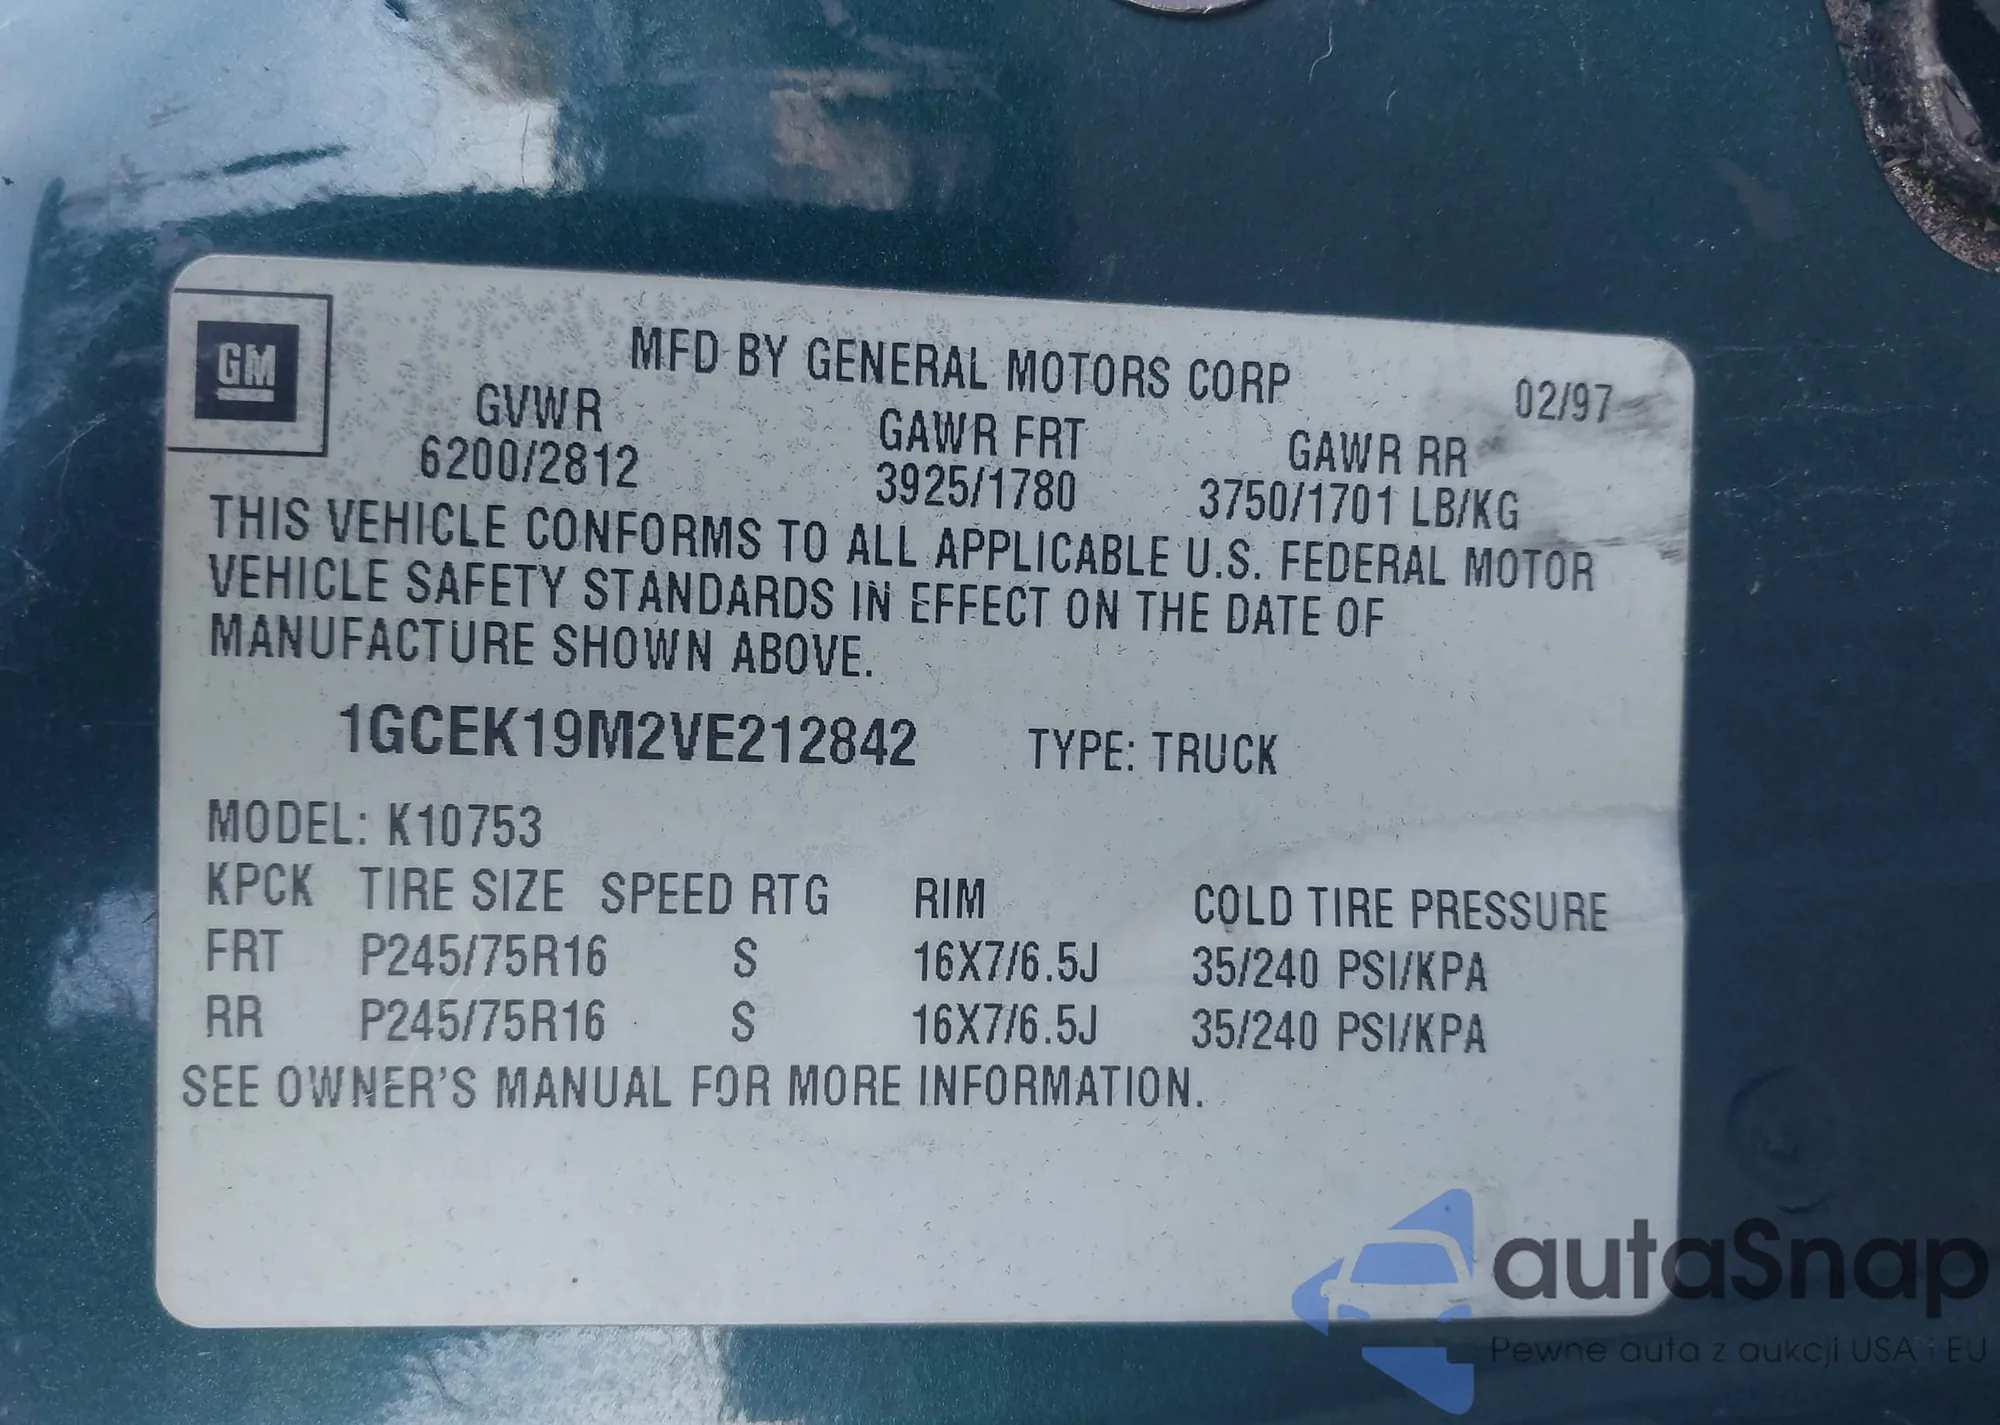 GM
MFD BY GENERAL MOTORS CORP
02/97
GVWR GAWR FRT GAWR RR
6200/2812 3925/1780 3750/1701 LB/KG
THIS VEHICLE CONFORMS TO ALL APPLICABLE U.S. FEDERAL MOTOR
VEHICLE SAFETY STANDARDS IN EFFECT ON THE DATE OF
MANUFACTURE SHOWN ABOVE.
1GCEK19M2VE212842 TYPE: TRUCK
MODEL: K10753
KPCK TIRE SIZE SPEED RTG RIM COLD TIRE PRESSURE
FRT P245/75R16 S 16X7/6.5J 35/240 PSI/KPA
RR P245/75R16 S 16X7/6.5J 35/240 PSI/KPA
SEE OWNER'S MANUAL FOR MORE INFORMATION.
autaSnap
Pewne auta z aukcji USA i EU